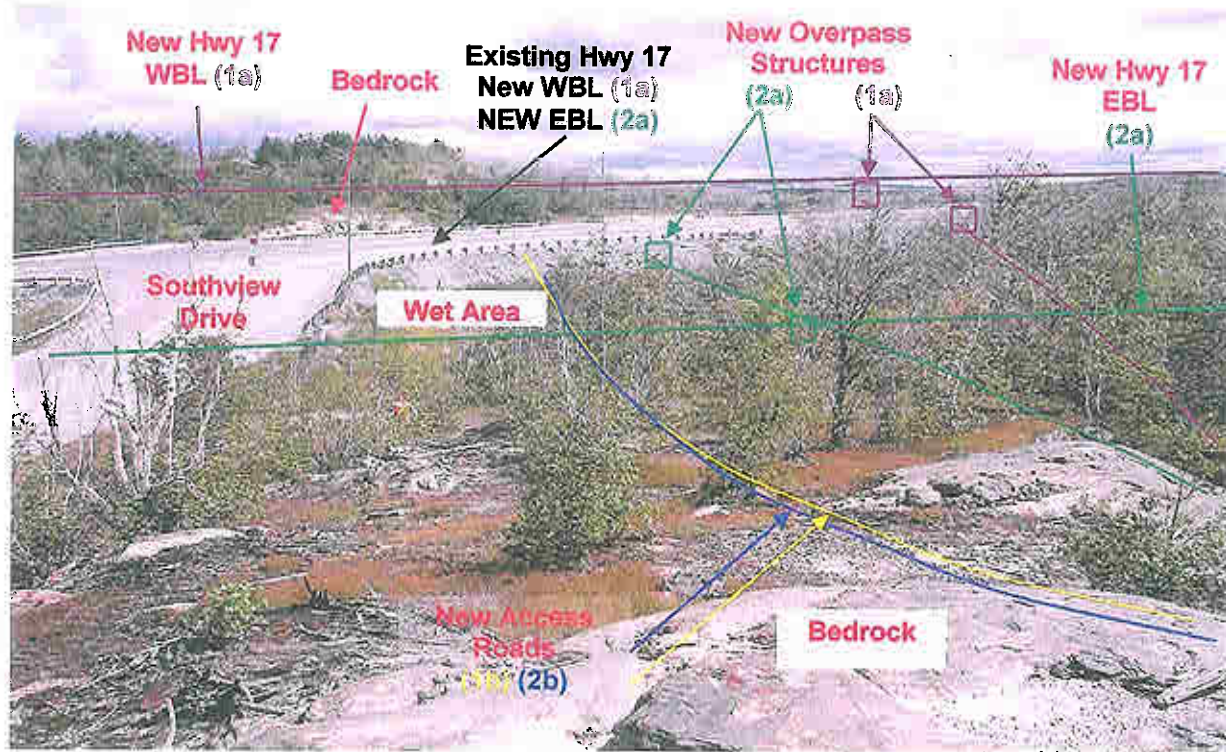 New Hwy 17
WBL (1a)
Bedrock
Existing Hwy 17
New WBL (1a)
NEW EBL (2a)
New Overpass
Structures
(2a)
(1a)
New Hwy 17
EBL
(2a)
Southview
Drive
Wet Area
New Access
Roads
(1b) (2b)
Bedrock